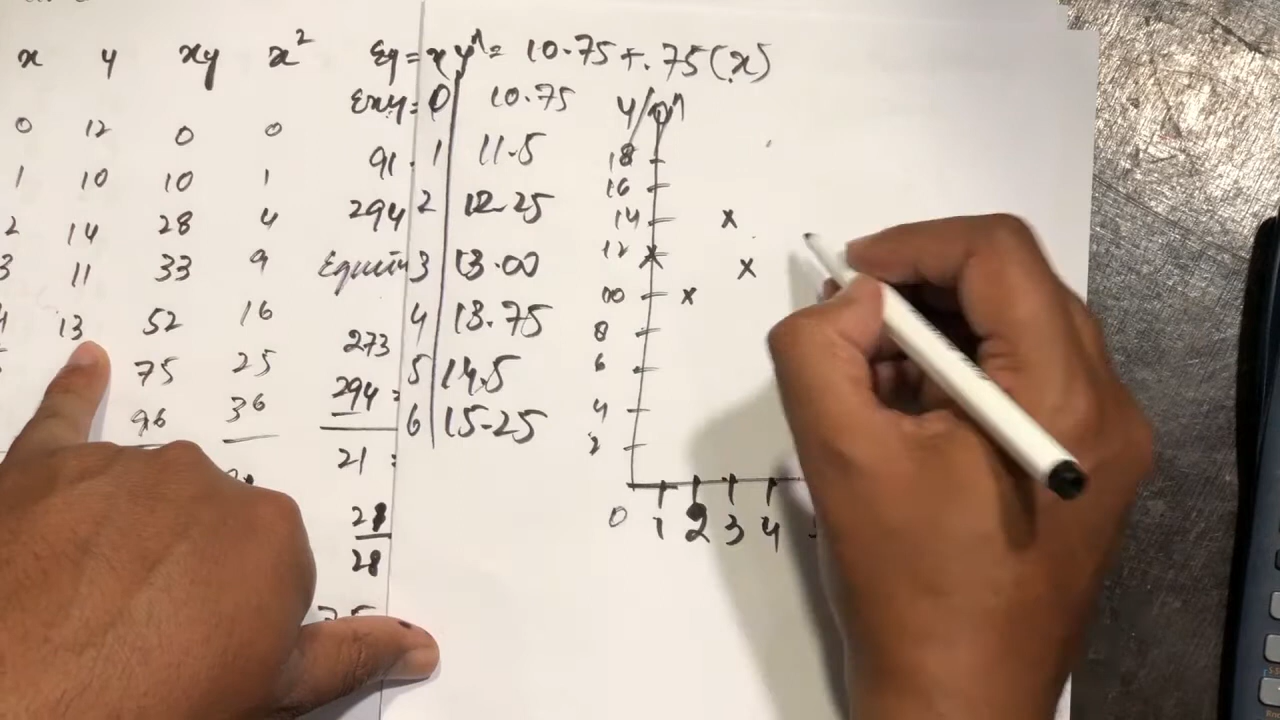 x y xy x²
0 12 0 0
1 10 10 1
2 14 28 4
3 11 33 9
4 13 52 16
75 25
96 36
91
294
273
294
21
21
28
y^ = 10.75 + .75(x)
0 10.75
1 11.5
2 12.25
3 13.00
4 13.75
5 14.5
6 15.25
y/y^
18
16
14
12
10
8
6
4
2
0 1 2 3 4